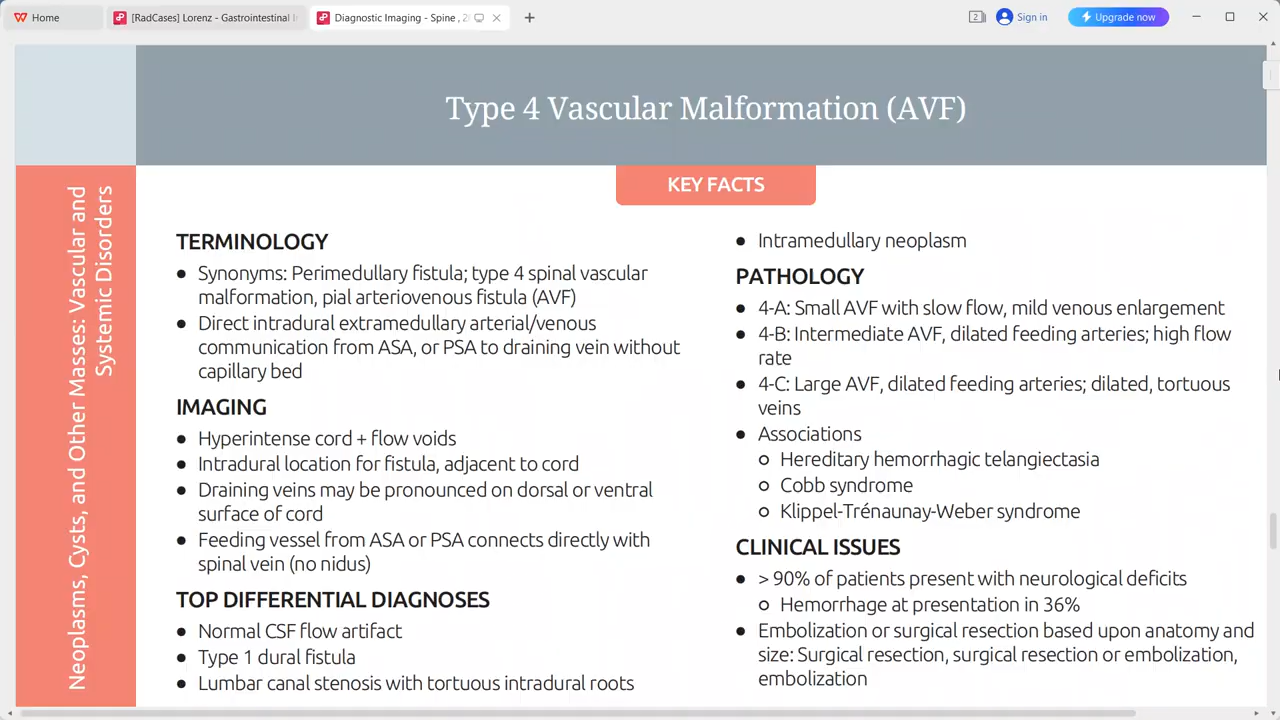 Home
[RadCases] Lorenz - Gastrointestinal
Diagnostic Imaging - Spine , 2
2
Sign in
Upgrade now
Type 4 Vascular Malformation (AVF)
KEY FACTS
Neoplasms, Cysts, and Other Masses: Vascular and
Systemic Disorders
TERMINOLOGY
● Synonyms: Perimedullary fistula; type 4 spinal vascular
malformation, pial arteriovenous fistula (AVF)
● Direct intradural extramedullary arterial/venous
communication from ASA, or PSA to draining vein without
capillary bed
IMAGING
● Hyperintense cord + flow voids
● Intradural location for fistula, adjacent to cord
● Draining veins may be pronounced on dorsal or ventral
surface of cord
● Feeding vessel from ASA or PSA connects directly with
spinal vein (no nidus)
TOP DIFFERENTIAL DIAGNOSES
● Normal CSF flow artifact
● Type 1 dural fistula
● Lumbar canal stenosis with tortuous intradural roots
● Intramedullary neoplasm
PATHOLOGY
● 4-A: Small AVF with slow flow, mild venous enlargement
● 4-B: Intermediate AVF, dilated feeding arteries; high flow
rate
● 4-C: Large AVF, dilated feeding arteries; dilated, tortuous
veins
● Associations
○ Hereditary hemorrhagic telangiectasia
○ Cobb syndrome
○ Klippel-Trénaunay-Weber syndrome
CLINICAL ISSUES
● > 90% of patients present with neurological deficits
○ Hemorrhage at presentation in 36%
● Embolization or surgical resection based upon anatomy and
size: Surgical resection, surgical resection or embolization,
embolization